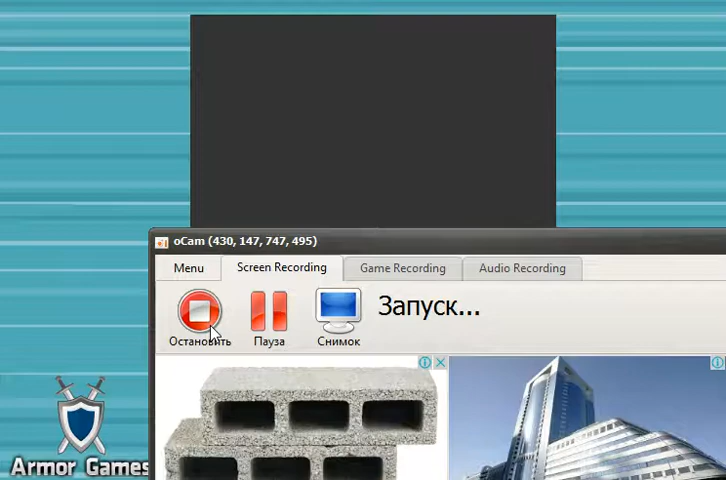 oCam (430, 147, 747, 495)
Menu Screen Recording Game Recording Audio Recording
Запуск...
Остановить Пауза Снимок
Armor Games